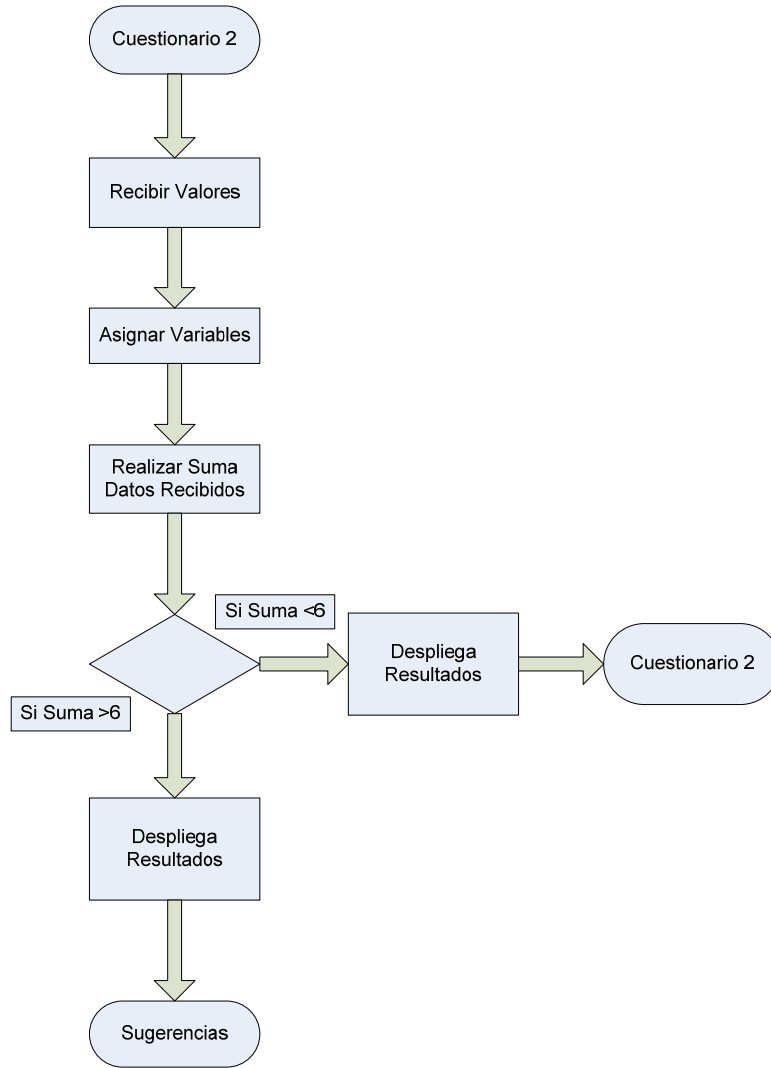 Cuestionario 2
Recibir Valores
Asignar Variables
Realizar Suma
Datos Recibidos
Si Suma <6
Despliega
Resultados
Cuestionario 2
Si Suma >6
Despliega
Resultados
Sugerencias